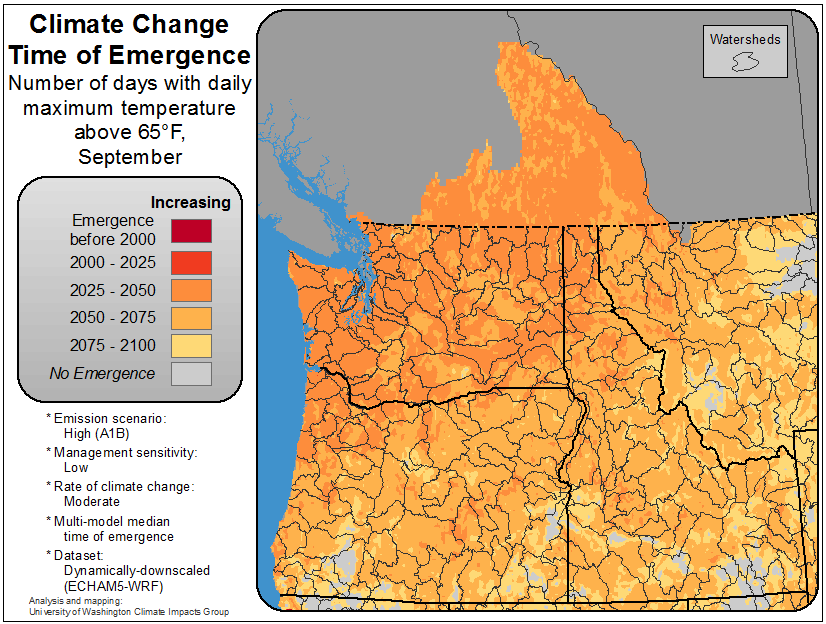 Climate Change
Time of Emergence
Number of days with daily
maximum temperature
above 65°F,
September
Increasing
Emergence
before 2000
2000 - 2025
2025 - 2050
2050 - 2075
2075 - 2100
No Emergence
* Emission scenario:
High (A1B)
* Management sensitivity:
Low
* Rate of climate change:
Moderate
* Multi-model median
time of emergence
* Dataset:
Dynamically-downscaled
(ECHAM5-WRF)
Analysis and mapping:
University of Washington Climate Impacts Group
Watersheds